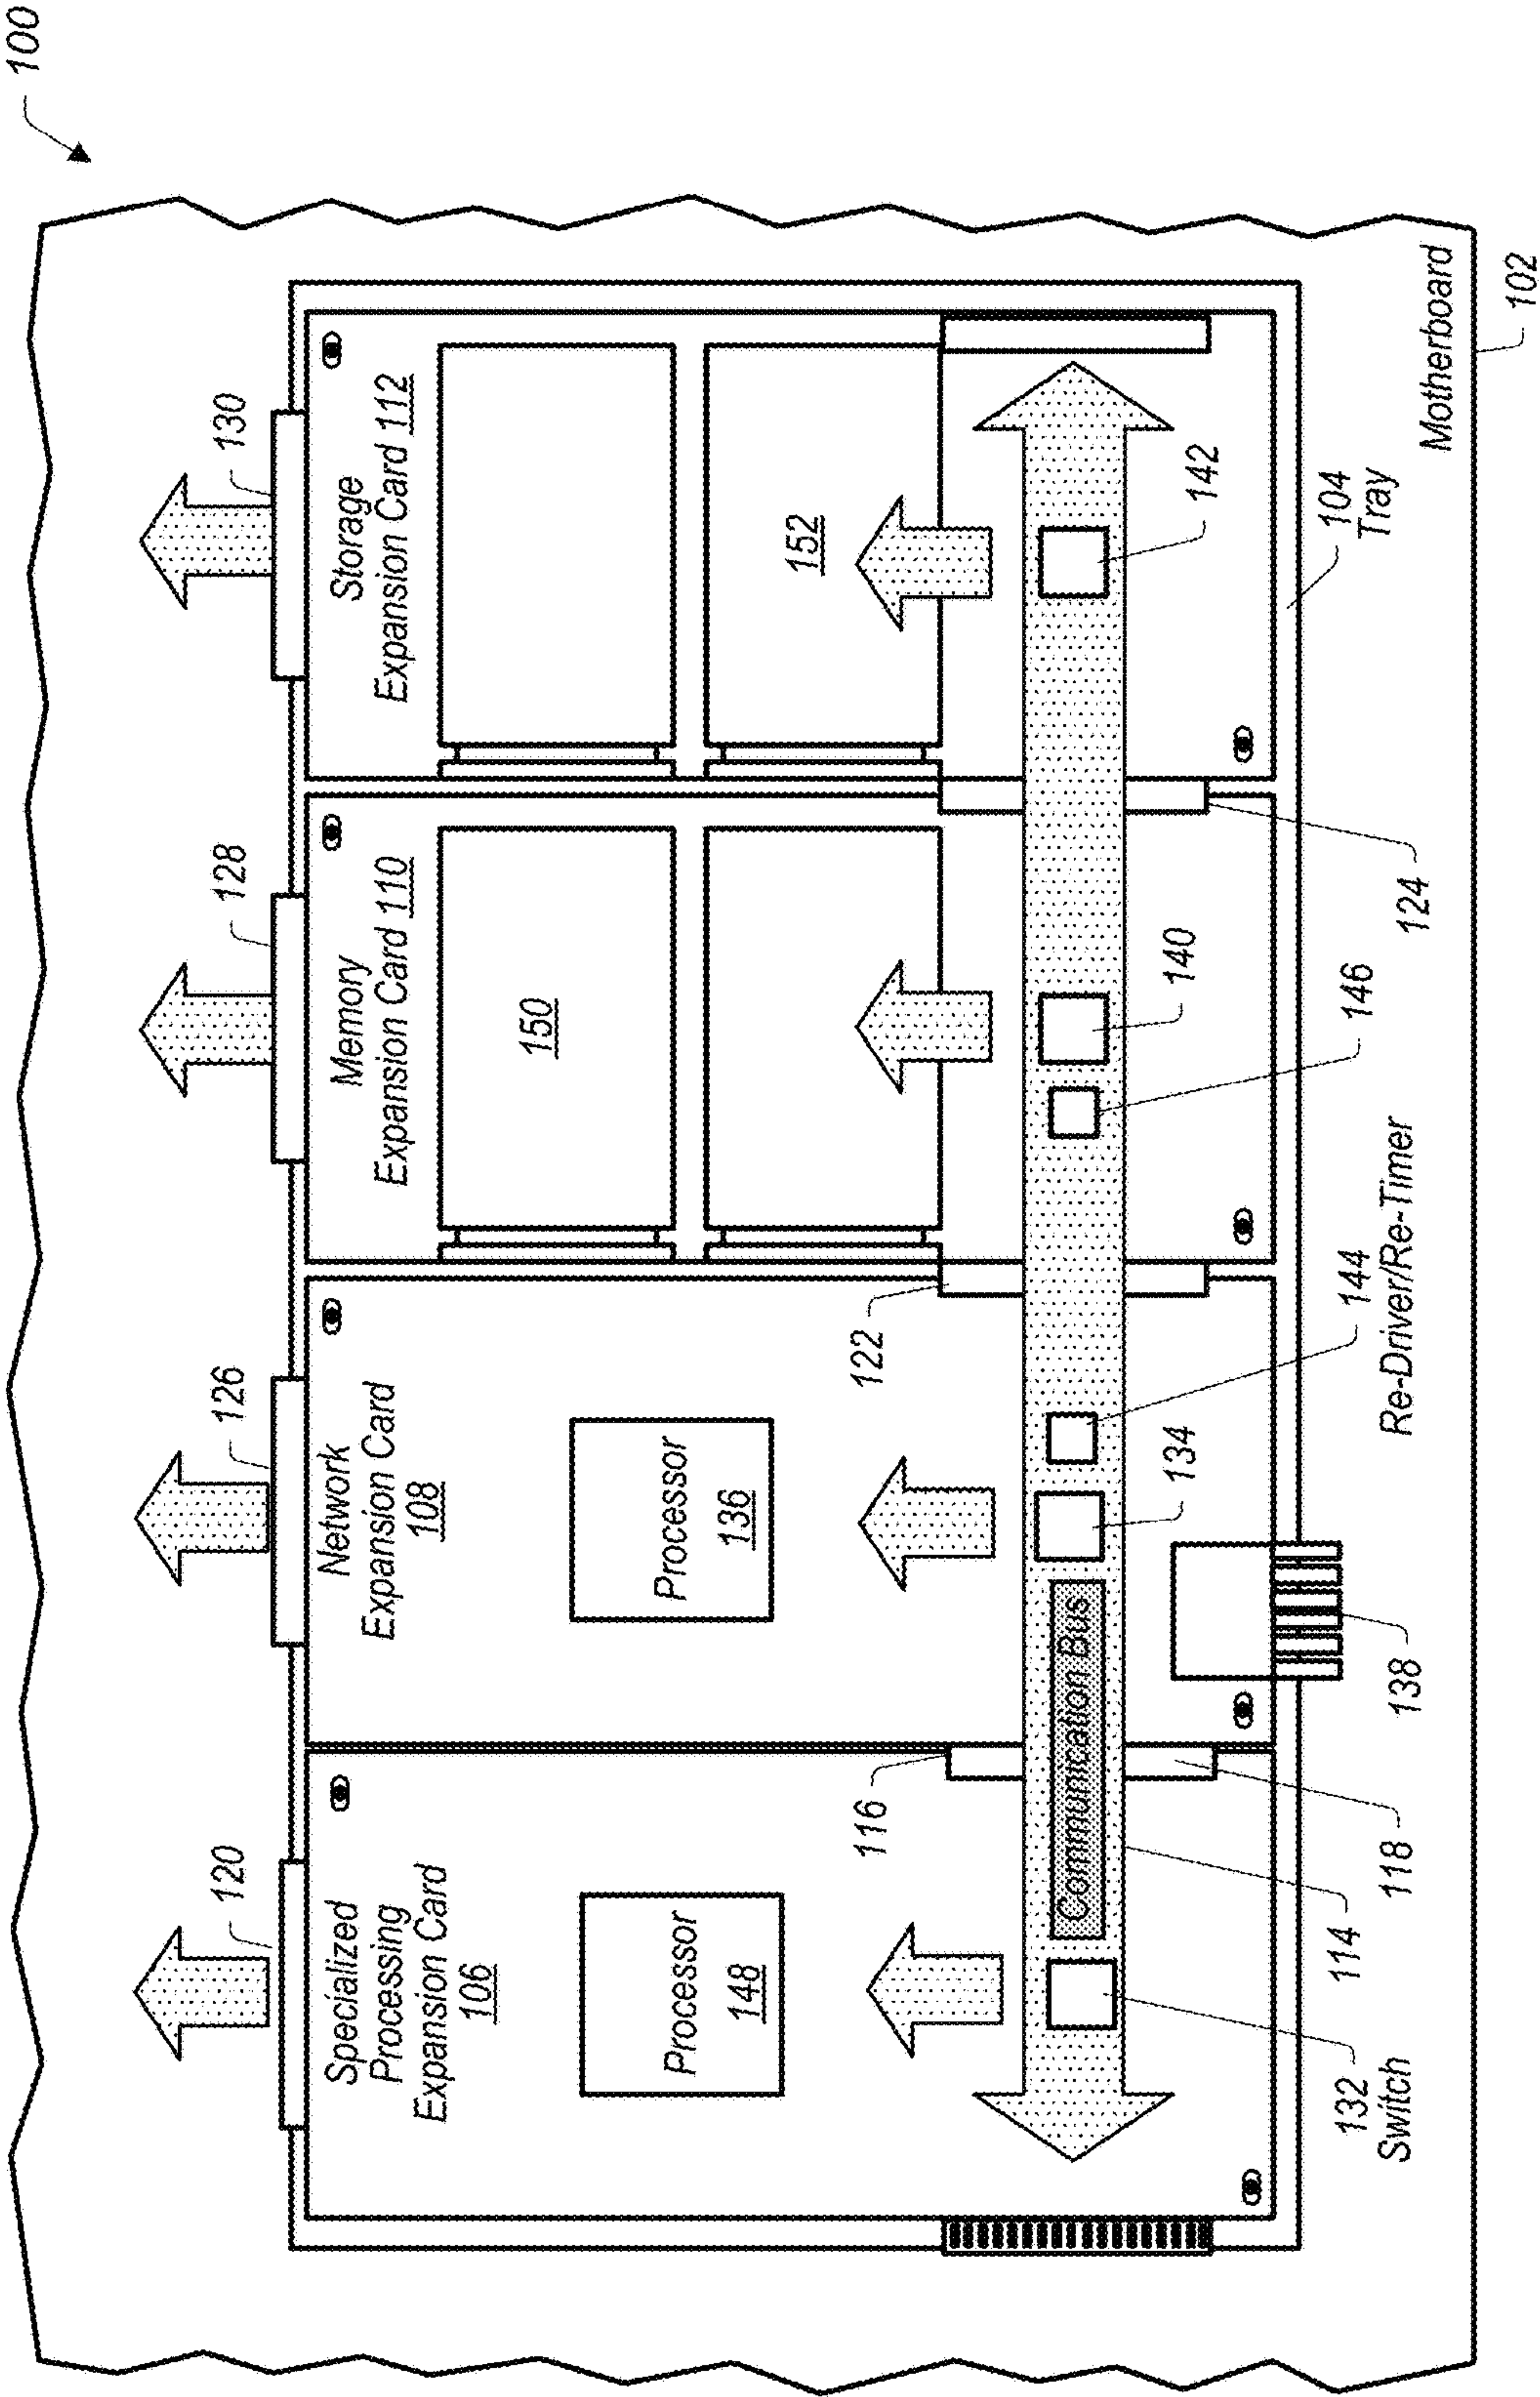 100
130
128
126
120
Storage
Expansion Card 112
Memory
Expansion Card 110
Network
Expansion Card
108
Specialized
Processing
Expansion Card
106
152
150
Processor
136
Processor
148
122
116
Communication Bus
142
140
146
144
Re-Driver/Re-Timer
134
124
138
118
114
132
Switch
104
Tray
Motherboard
102